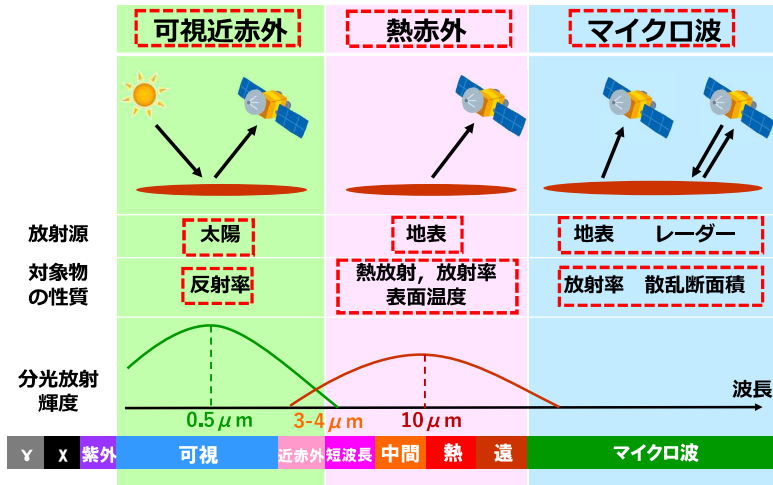 可視近赤外
熱赤外
マイクロ波
放射源
太陽
地表
地表 レーダー
対象物
の性質
反射率
熱放射，放射率
表面温度
放射率 散乱断面積
分光放射
輝度
波長
0.5μm
3-4μm
10μm
γ
X
紫外
可視
近赤外
短波長
中間
熱
遠
マイクロ波